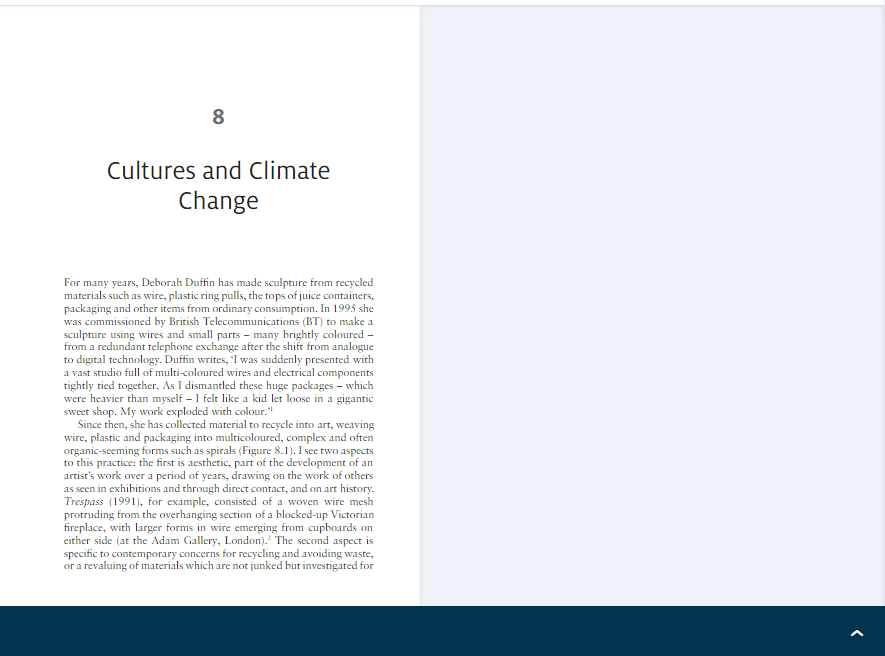 8
Cultures and Climate
Change
For many years, Deborah Duffin has made sculpture from recycled
materials such as wire, plastic ring pulls, the tops of juice containers,
packaging and other items from ordinary consumption. In 1995 she
was commissioned by British Telecommunications (BT) to make a
sculpture using wires and small parts – many brightly coloured –
from a redundant telephone exchange after the shift from analogue
to digital technology. Duffin writes, ‘I was suddenly presented with
a vast studio full of multi-coloured wires and electrical components
tightly tied together. As I dismantled these huge packages – which
were heavier than myself – I felt like a kid let loose in a gigantic
sweet shop. My work exploded with colour.’¹
Since then, she has collected material to recycle into art, weaving
wire, plastic and packaging into multicoloured, complex and often
organic-seeming forms such as spirals (Figure 8.1). I see two aspects
to this practice: the first is aesthetic, part of the development of an
artist’s work over a period of years, drawing on the work of others
as seen in exhibitions and through direct contact, and on art history.
Trespass (1991), for example, consisted of a woven wire mesh
protruding from the overhanging section of a blocked-up Victorian
fireplace, with larger forms in wire emerging from cupboards on
either side (at the Adam Gallery, London).² The second aspect is
specific to contemporary concerns for recycling and avoiding waste,
or a revaluing of materials which are not junked but investigated for